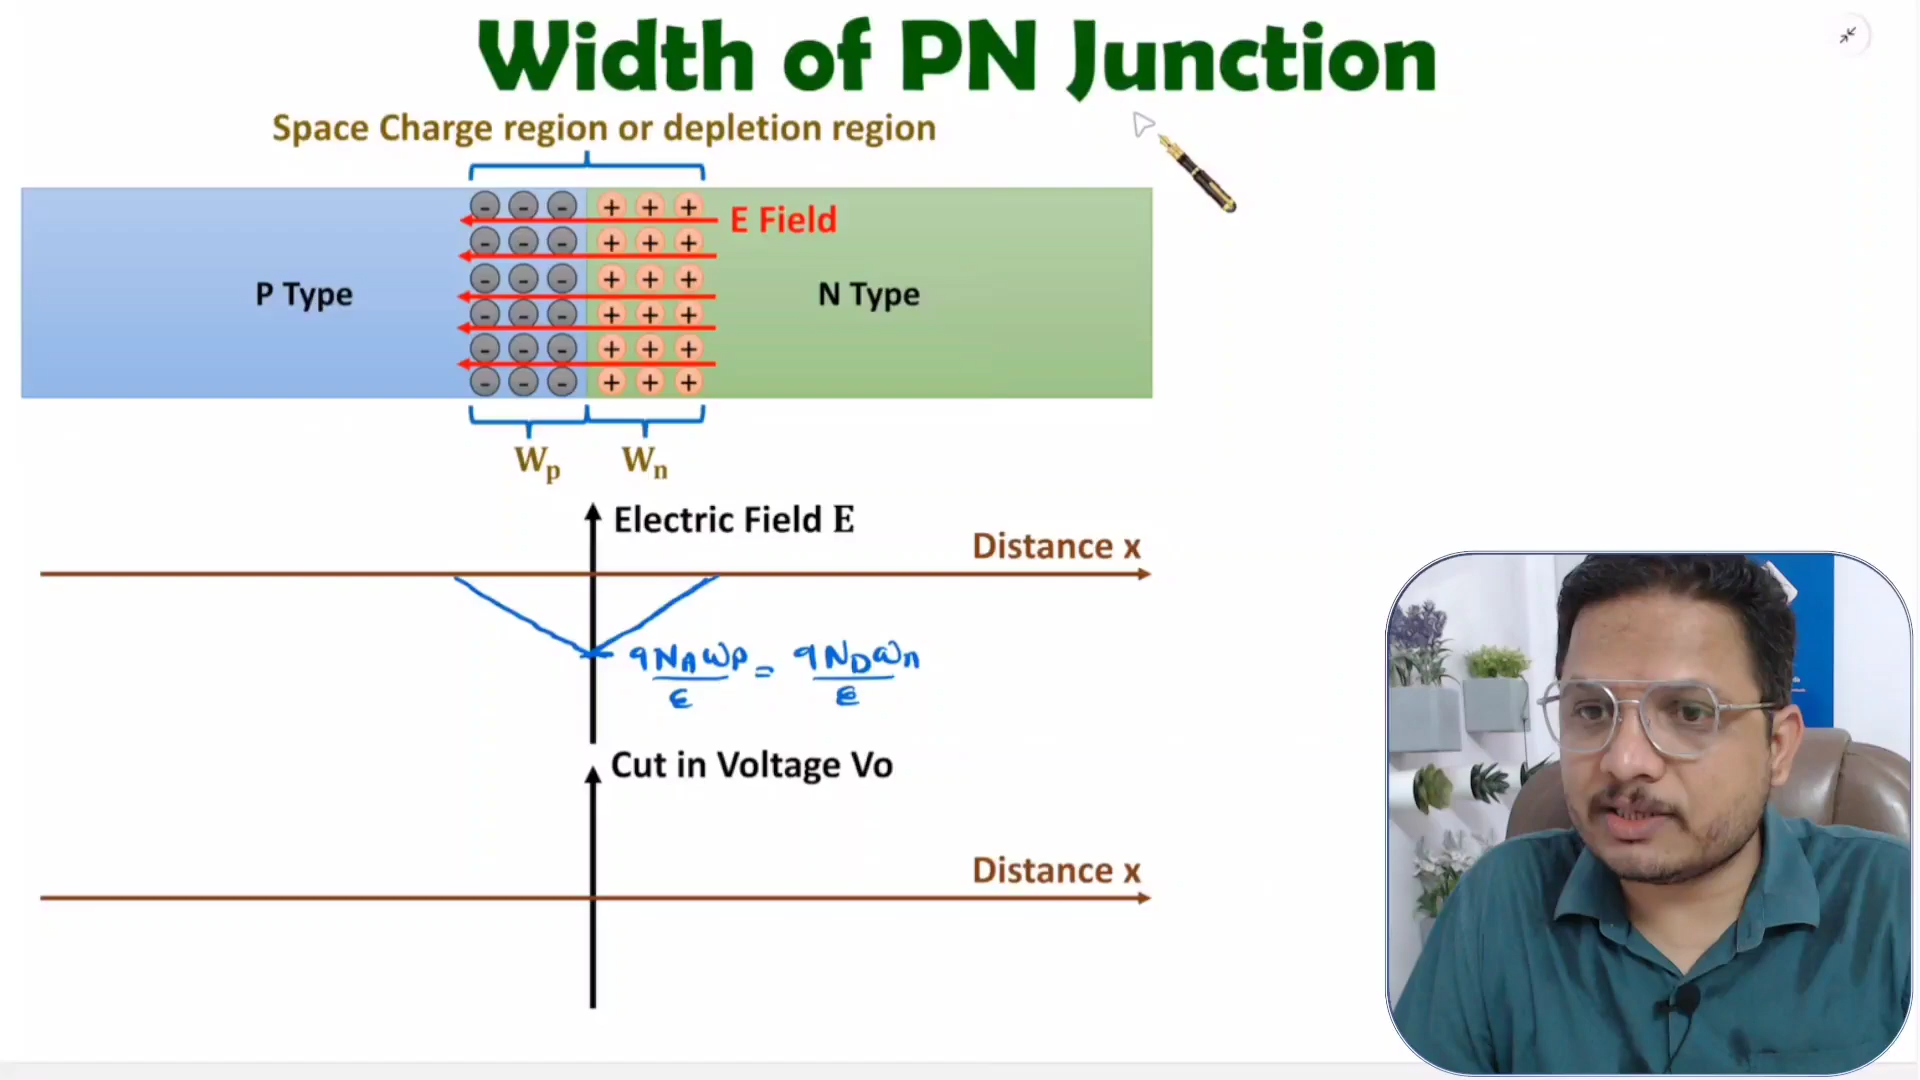 Width of PN Junction
Space Charge region or depletion region
- - - + + +
E Field
- - - + + +
- - - + + +
P Type
N Type
- - - + + +
- - - + + +
- - - + + +
Wp
Wn
Electric Field E
Distance x
qNAWP/ε = qNDWn/ε
Cut in Voltage Vo
Distance x